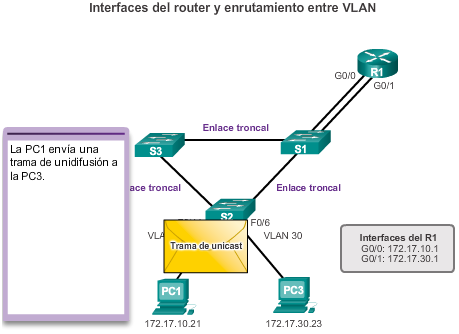 Interfaces del router y enrutamiento entre VLAN
G0/0
R1
G0/1
Enlace troncal
S3
S1
La PC1 envía una
trama de unidifusión a
la PC3.
ace troncal
Enlace troncal
S2
F0/6
VLA
VLAN 30
Trama de unicast
Interfaces del R1
G0/0: 172.17.10.1
G0/1: 172.17.30.1
PC1
PC3
172.17.10.21
172.17.30.23